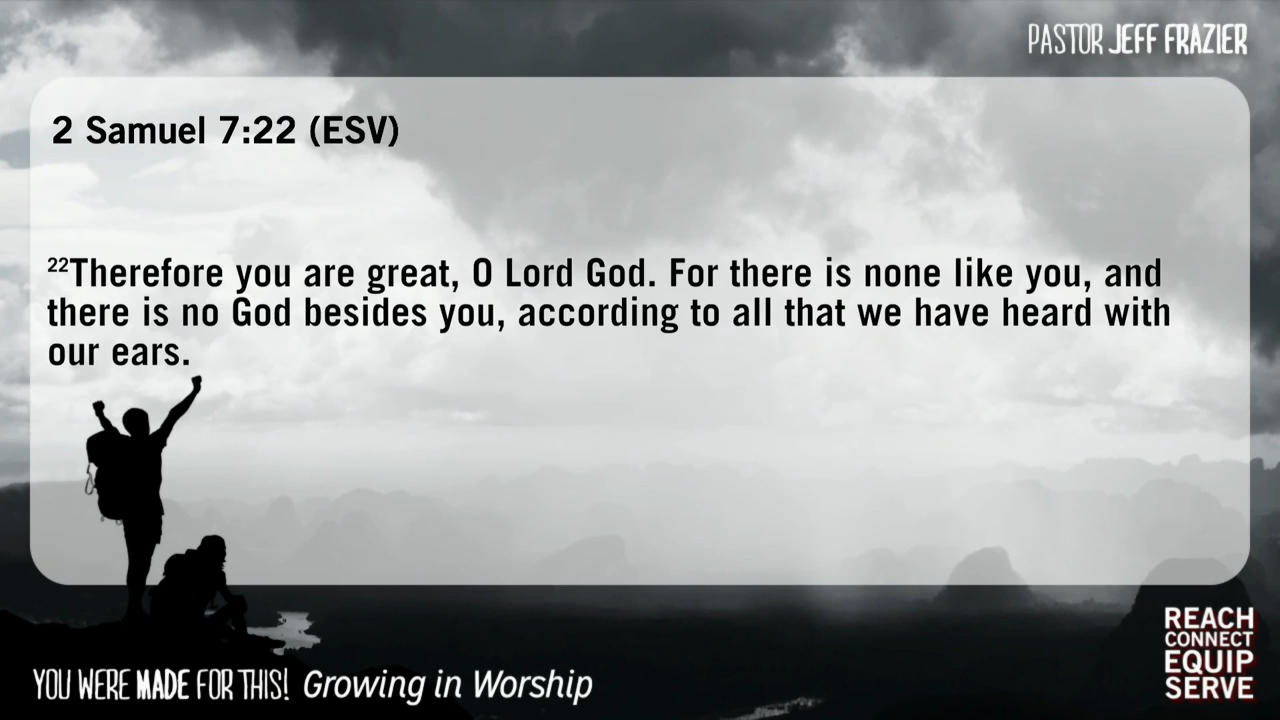 PASTOR JEFF FRAZIER
2 Samuel 7:22 (ESV)
22Therefore you are great, O Lord God. For there is none like you, and
there is no God besides you, according to all that we have heard with
our ears.
REACH
CONNECT
EQUIP
SERVE
YOU WERE MADE FOR THIS! Growing in Worship